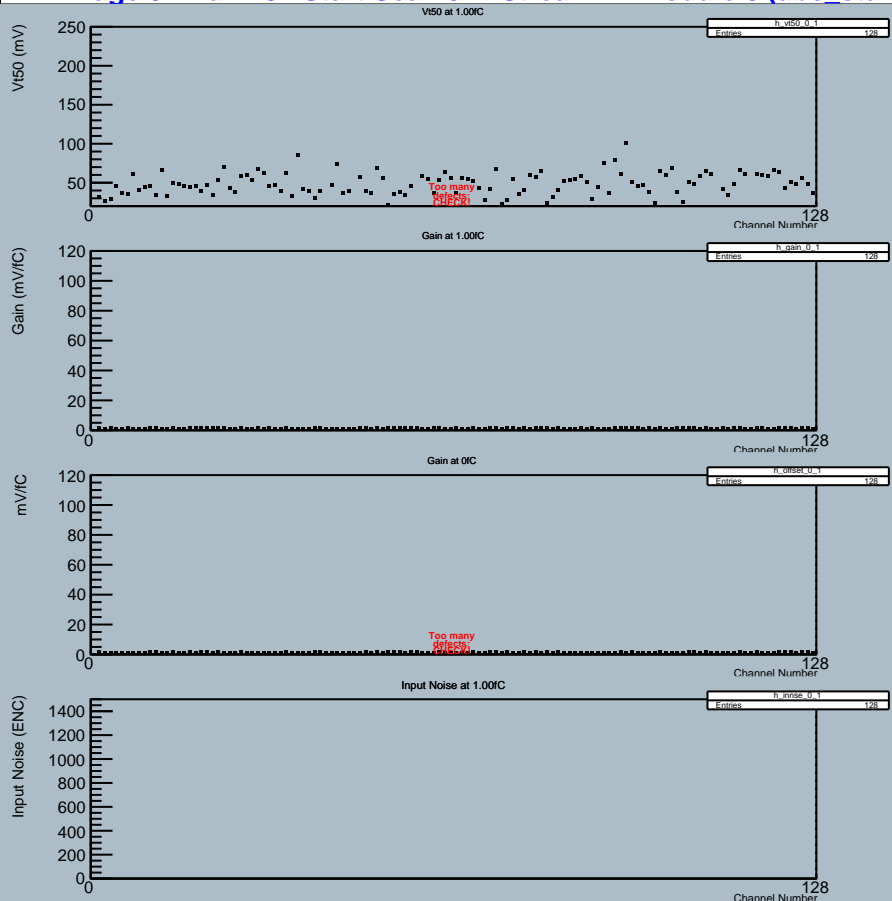 Vt50 at 1.00fC
h_vt50_0_1
Entries 128
Vt50 (mV)
250
200
150
100
50
Too many
defects:
CHECK!
0
128
Channel Number
Gain at 1.00fC
h_gain_0_1
Entries 128
Gain (mV/fC)
120
100
80
60
40
20
0
0
128
Channel Number
Gain at 0fC
h_offset_0_1
Entries 128
mV/fC
120
100
80
60
40
20
Too many
defects:
CHECK!
0
0
128
Channel Number
Input Noise at 1.00fC
h_innse_0_1
Entries 128
Input Noise (ENC)
1400
1200
1000
800
600
400
200
0
0
128
Channel Number